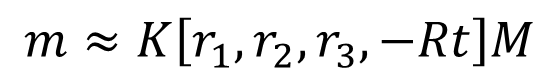 m ≈ K[r₁, r₂, r₃, −Rt]M